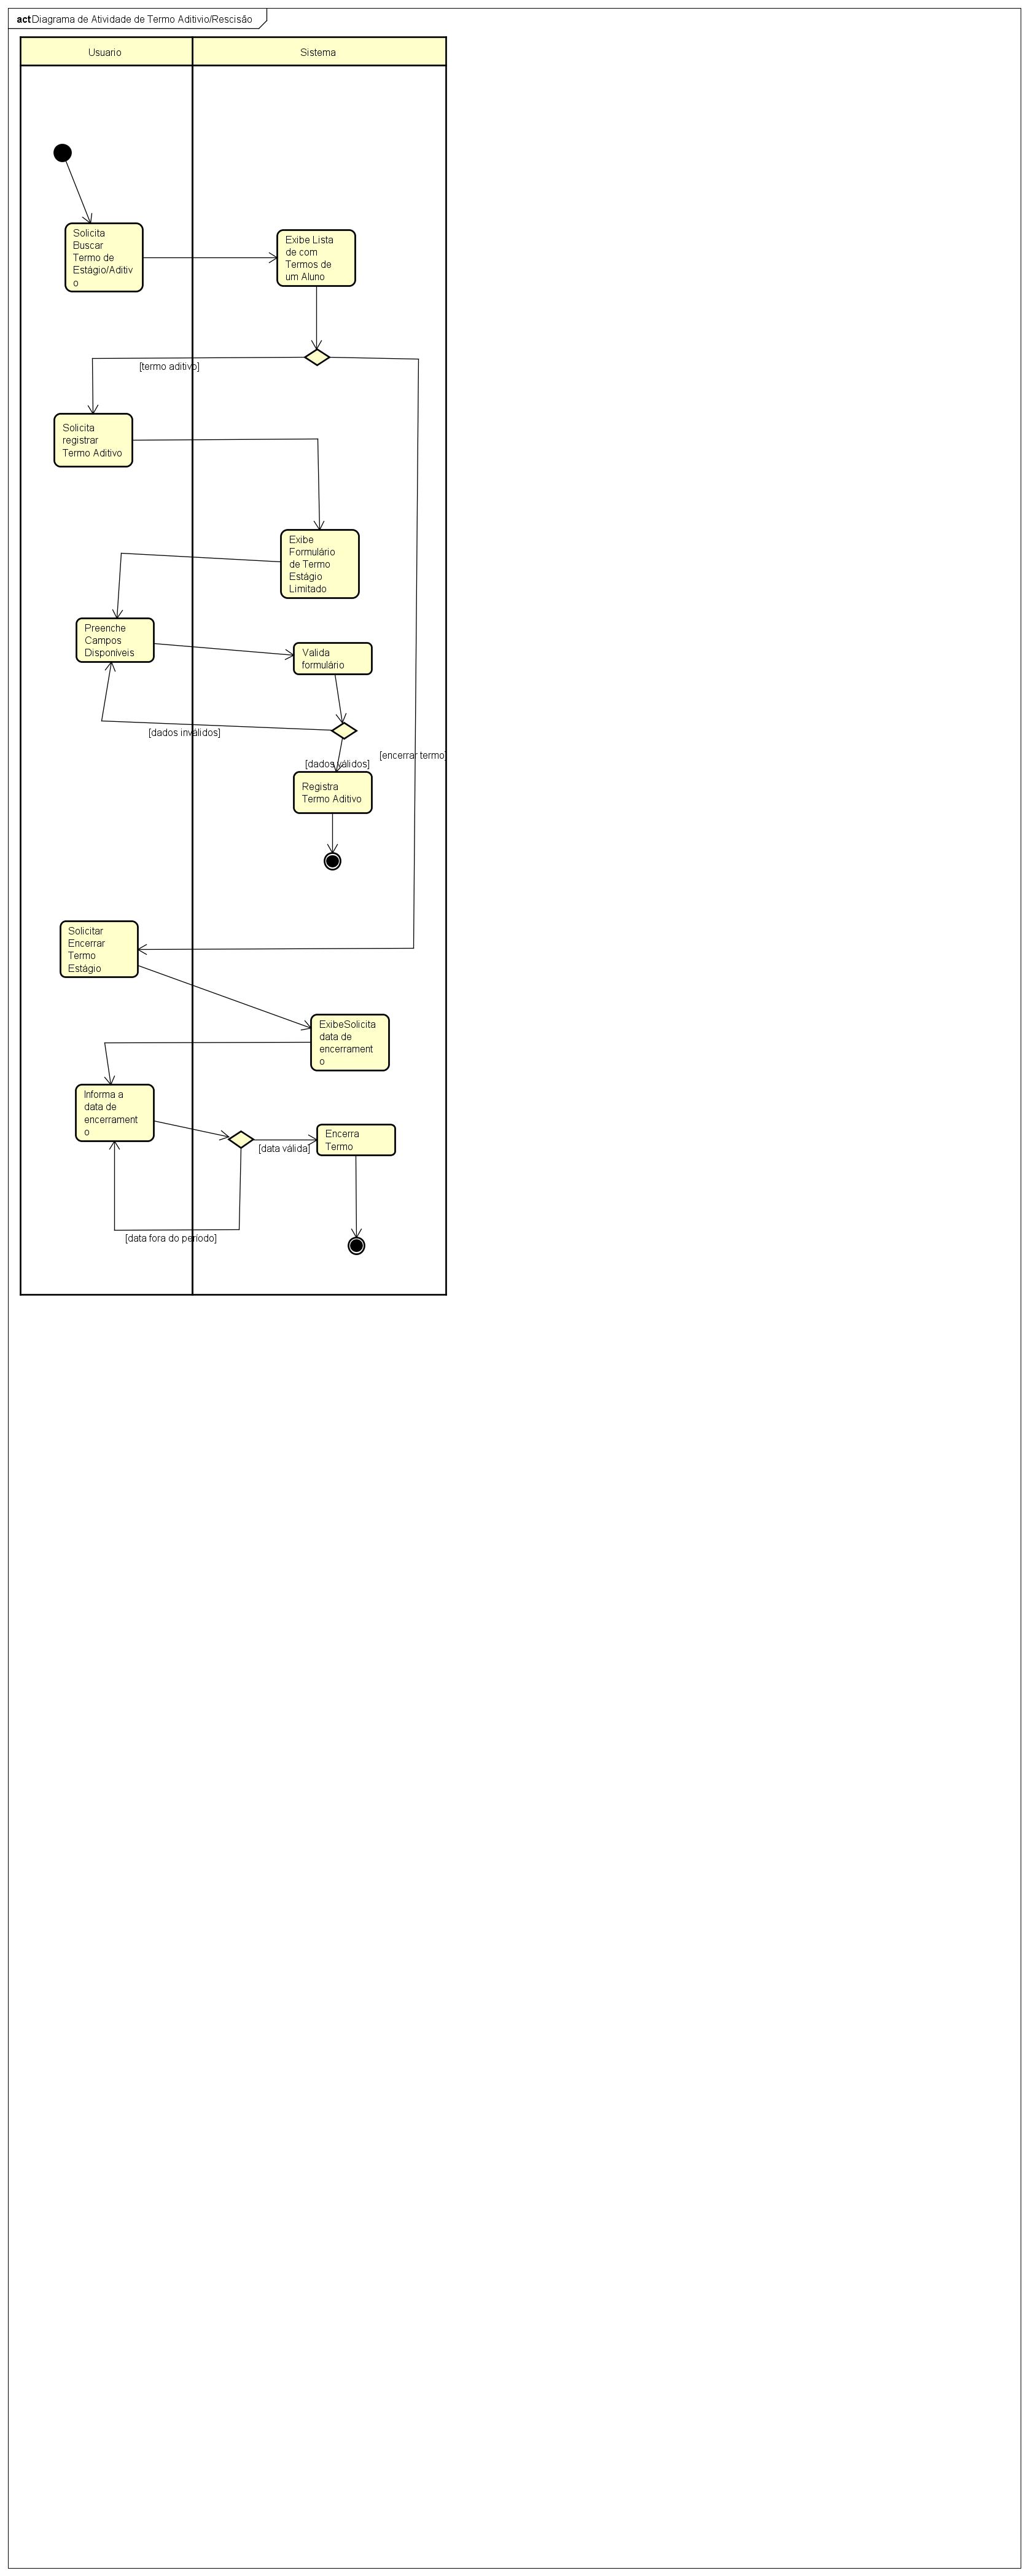 act Diagrama de Atividade de Termo Aditivio/Rescisão
Usuario
Sistema
Solicita
Buscar
Termo de
Estágio/Aditiv
o
Exibe Lista
de com
Termos de
um Aluno
[termo aditivo]
Solicita
registrar
Termo Aditivo
Exibe
Formulário
de Termo
Estágio
Limitado
Preenche
Campos
Disponíveis
Valida
formulário
[dados inválidos]
[encerrar termo]
[dados válidos]
Registra
Termo Aditivo
Solicitar
Encerrar
Termo
Estágio
ExibeSolicita
data de
encerrament
o
Informa a
data de
encerrament
o
[data válida]
Encerra
Termo
[data fora do período]